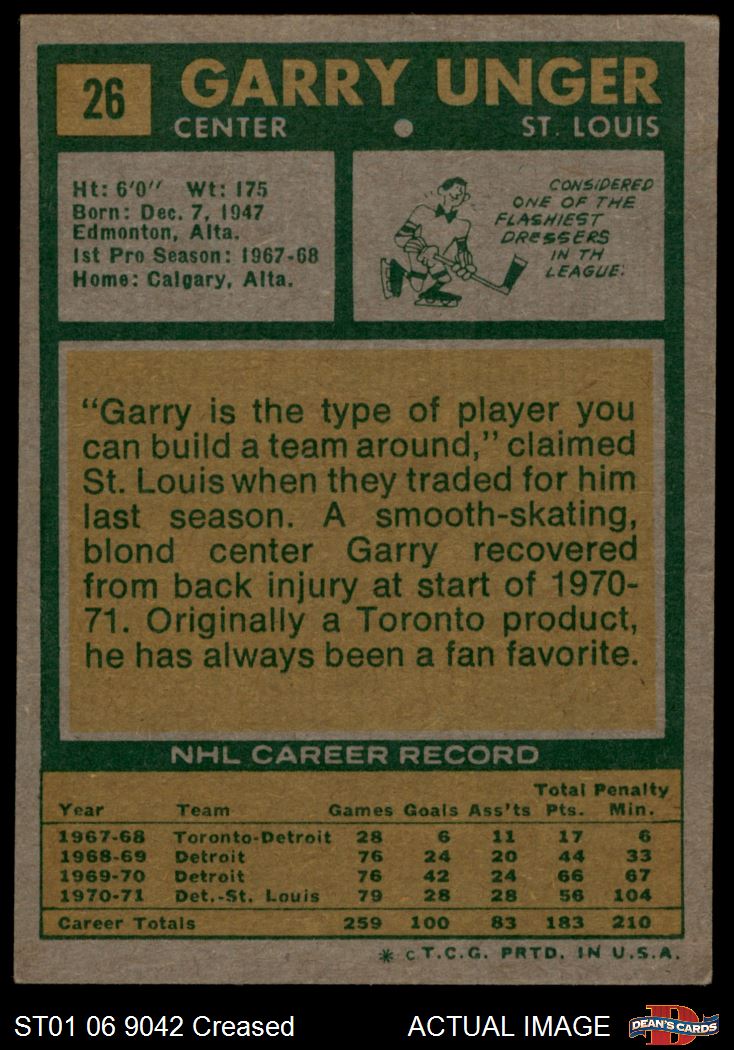 26
GARRY UNGER
CENTER
ST. LOUIS
Ht: 6'0" Wt: 175
Born: Dec. 7, 1947
Edmonton, Alta.
1st Pro Season: 1967-68
Home: Calgary, Alta.
CONSIDERED
ONE OF THE
FLASHIEST
DRESSERS
IN TH
LEAGUE.
"Garry is the type of player you
can build a team around," claimed
St. Louis when they traded for him
last season. A smooth-skating,
blond center Garry recovered
from back injury at start of 1970-
71. Originally a Toronto product,
he has always been a fan favorite.
NHL CAREER RECORD
Year Team Games Goals Ass'ts Total Pts. Penalty Min.
1967-68 Toronto-Detroit 28 6 11 17 6
1968-69 Detroit 76 24 20 44 33
1969-70 Detroit 76 42 24 66 67
1970-71 Det.-St. Louis 79 28 28 56 104
Career Totals 259 100 83 183 210
* © T.C.G. PRTD. IN U.S.A.
ST01 06 9042 Creased
ACTUAL IMAGE
D
DEAN'S CARDS